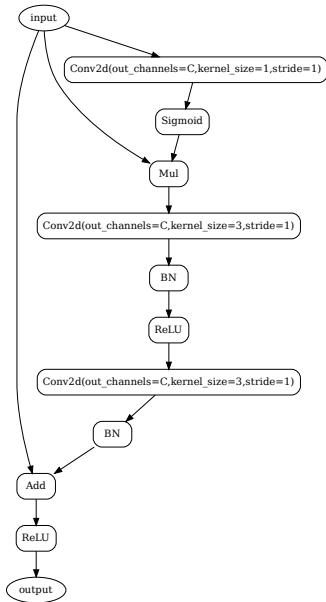 input
Conv2d(out_channels=C,kernel_size=1,stride=1)
Sigmoid
Mul
Conv2d(out_channels=C,kernel_size=3,stride=1)
BN
ReLU
Conv2d(out_channels=C,kernel_size=3,stride=1)
BN
Add
ReLU
output